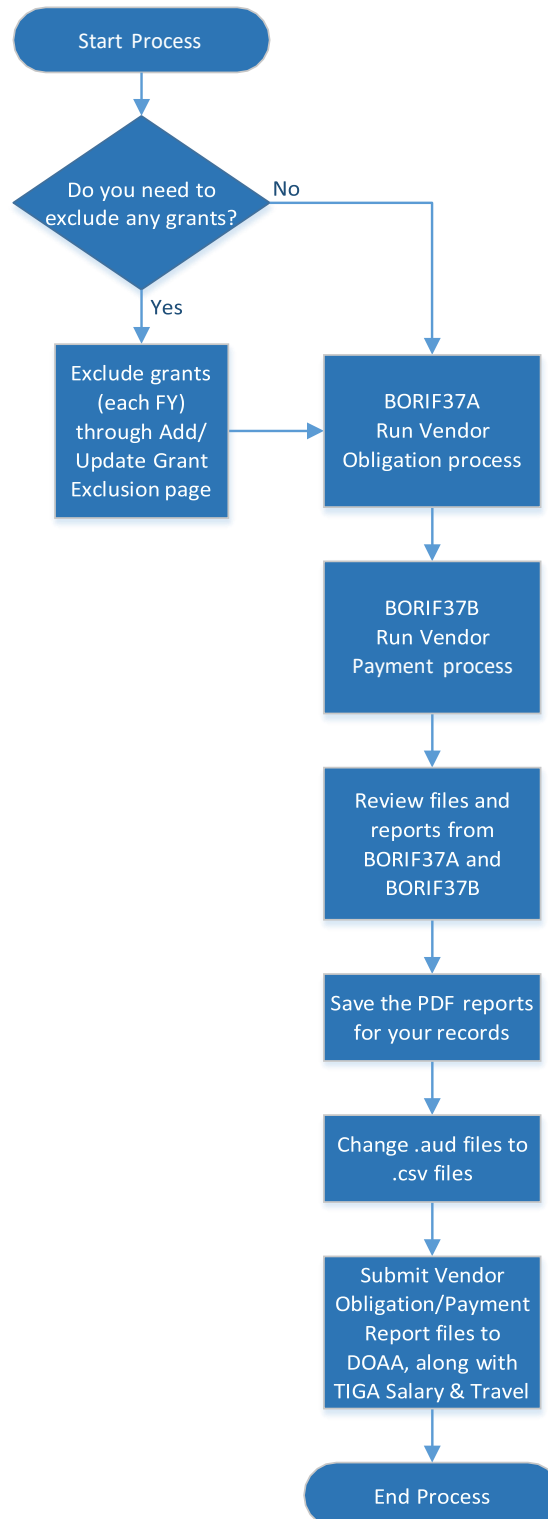 Start Process
Do you need to
exclude any grants?
No
Yes
Exclude grants
(each FY)
through Add/
Update Grant
Exclusion page
BORIF37A
Run Vendor
Obligation process
BORIF37B
Run Vendor
Payment process
Review files and
reports from
BORIF37A and
BORIF37B
Save the PDF reports
for your records
Change .aud files to
.csv files
Submit Vendor
Obligation/Payment
Report files to
DOAA, along with
TIGA Salary & Travel
End Process